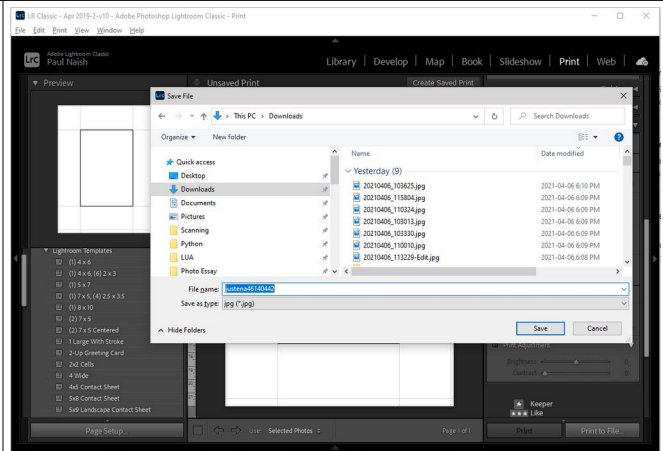 LR Classic - Apr 2019-2-v10 - Adobe Photoshop Lightroom Classic - Print
File Edit Print View Window Help
Adobe Lightroom Classic
Paul Naish
Library | Develop | Map | Book | Slideshow | Print | Web
Preview
Unsaved Print
Create Saved Print
Save File
This PC > Downloads
Search Downloads
Organize
New folder
Quick access
Desktop
Downloads
Documents
Pictures
Scanning
Python
LUA
Photo Essay
Name Date modified
Yesterday (9)
20210406_103625.jpg 2021-04-06 6:10 PM
20210406_115804.jpg 2021-04-06 6:09 PM
20210406_110324.jpg 2021-04-06 6:09 PM
20210406_103013.jpg 2021-04-06 6:09 PM
20210406_103330.jpg 2021-04-06 6:09 PM
20210406_110010.jpg 2021-04-06 6:09 PM
20210406_113229-Edit.jpg 2021-04-06 6:08 PM
File name: justena46140442
Save as type: jpg (*.jpg)
Hide Folders
Save
Cancel
Lightroom Templates
(1) 4 x 6
(1) 4 x 6, (6) 2 x 3
(1) 5 x 7
(1) 7 x 5, (4) 2.5 x 3.5
(1) 8 x 10
(2) 7 x 5
(2) 7 x 5 Centered
1 Large With Stroke
2-Up Greeting Card
2x2 Cells
4 Wide
4x5 Contact Sheet
5x8 Contact Sheet
5x9 Landscape Contact Sheet
Print Adjustment
Brightness 0
Contrast 0
Keeper
Like
Page Setup...
Use: Selected Photos
Page 1 of 1
Print
Print to File...